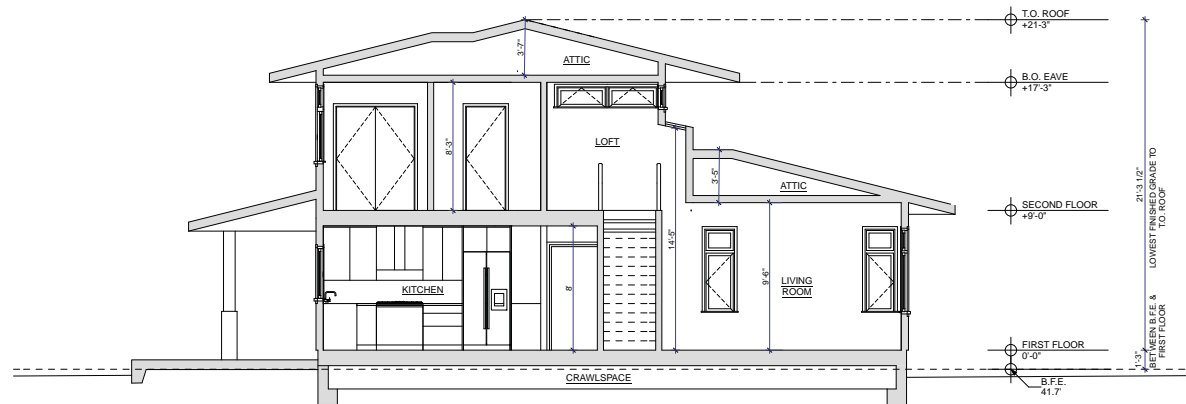 T.O. ROOF
+21'-3"
3'-7"
ATTIC
B.O. EAVE
+17'-3"
8'-3"
LOFT
3'-5"
ATTIC
SECOND FLOOR
+9'-0"
21'-3 1/2"
LOWEST FINISHED GRADE TO
T.O. ROOF
14'-5"
KITCHEN
8'
9'-6"
LIVING
ROOM
FIRST FLOOR
0'-0"
1'-3"
BETWEEN B.F.E. &
FIRST FLOOR
CRAWLSPACE
B.F.E.
41.7'